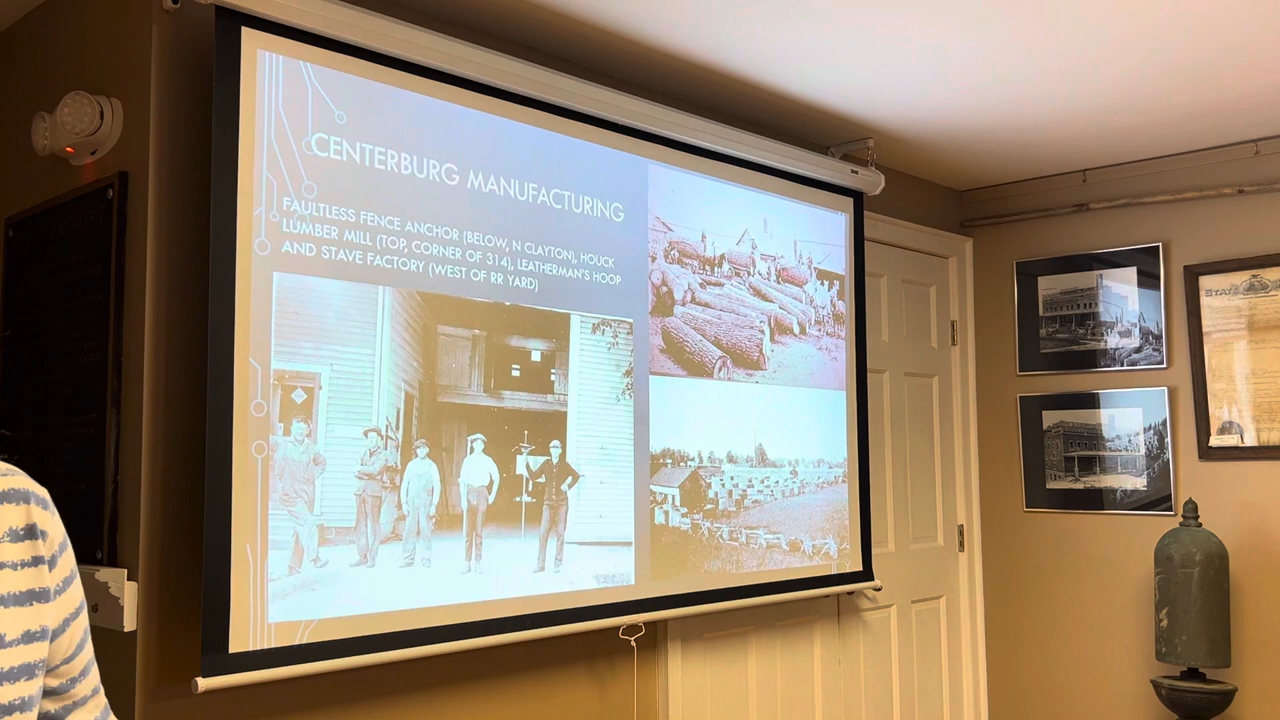 CENTERBURG MANUFACTURING
FAULTLESS FENCE ANCHOR (BELOW, N CLAYTON), HOUCK
LUMBER MILL (TOP, CORNER OF 314), LEATHERMAN'S HOOP
AND STAVE FACTORY (WEST OF RR YARD)
STATE